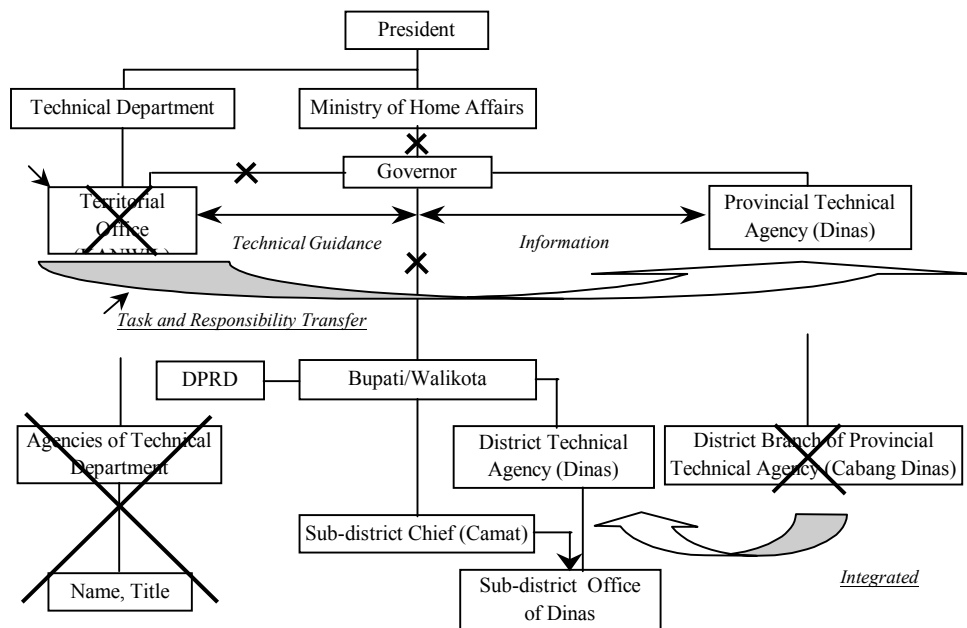 President
Technical Department
Ministry of Home Affairs
Governor
Territorial
Office
Technical Guidance
Information
Provincial Technical
Agency (Dinas)
Task and Responsibility Transfer
DPRD
Bupati/Walikota
Agencies of Technical
Department
District Technical
Agency (Dinas)
District Branch of Provincial
Technical Agency (Cabang Dinas)
Sub-district Chief (Camat)
Name, Title
Sub-district Office
of Dinas
Integrated